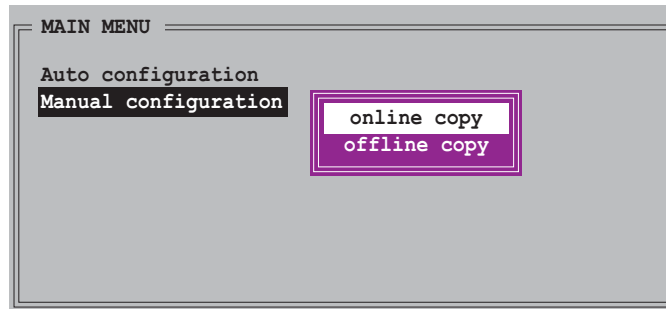 MAIN MENU
Auto configuration
Manual configuration
online copy
offline copy